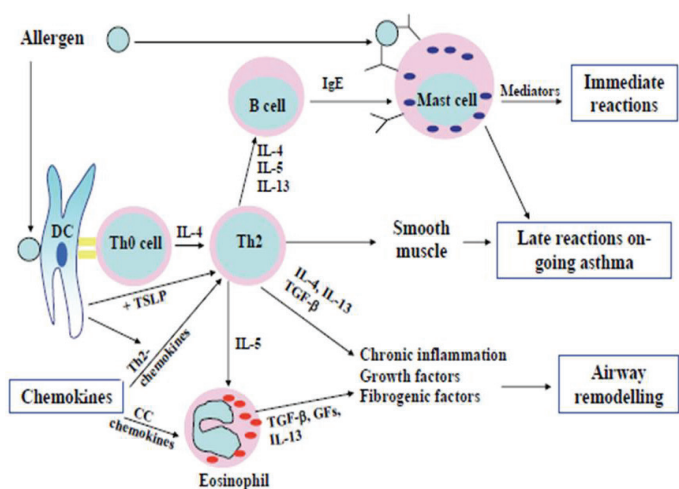 Allergen
B cell
IgE
Mast cell
Mediators
Immediate
reactions
IL-4
IL-5
IL-13
DC
Th0 cell
IL-4
Th2
Smooth
muscle
Late reactions on-
going asthma
+ TSLP
Th2-
chemokines
IL-4, IL-13
TGF-β
IL-5
Chemokines
CC
chemokines
Chronic inflammation
Growth factors
Fibrogenic factors
Airway
remodelling
TGF-β, GFs,
IL-13
Eosinophil